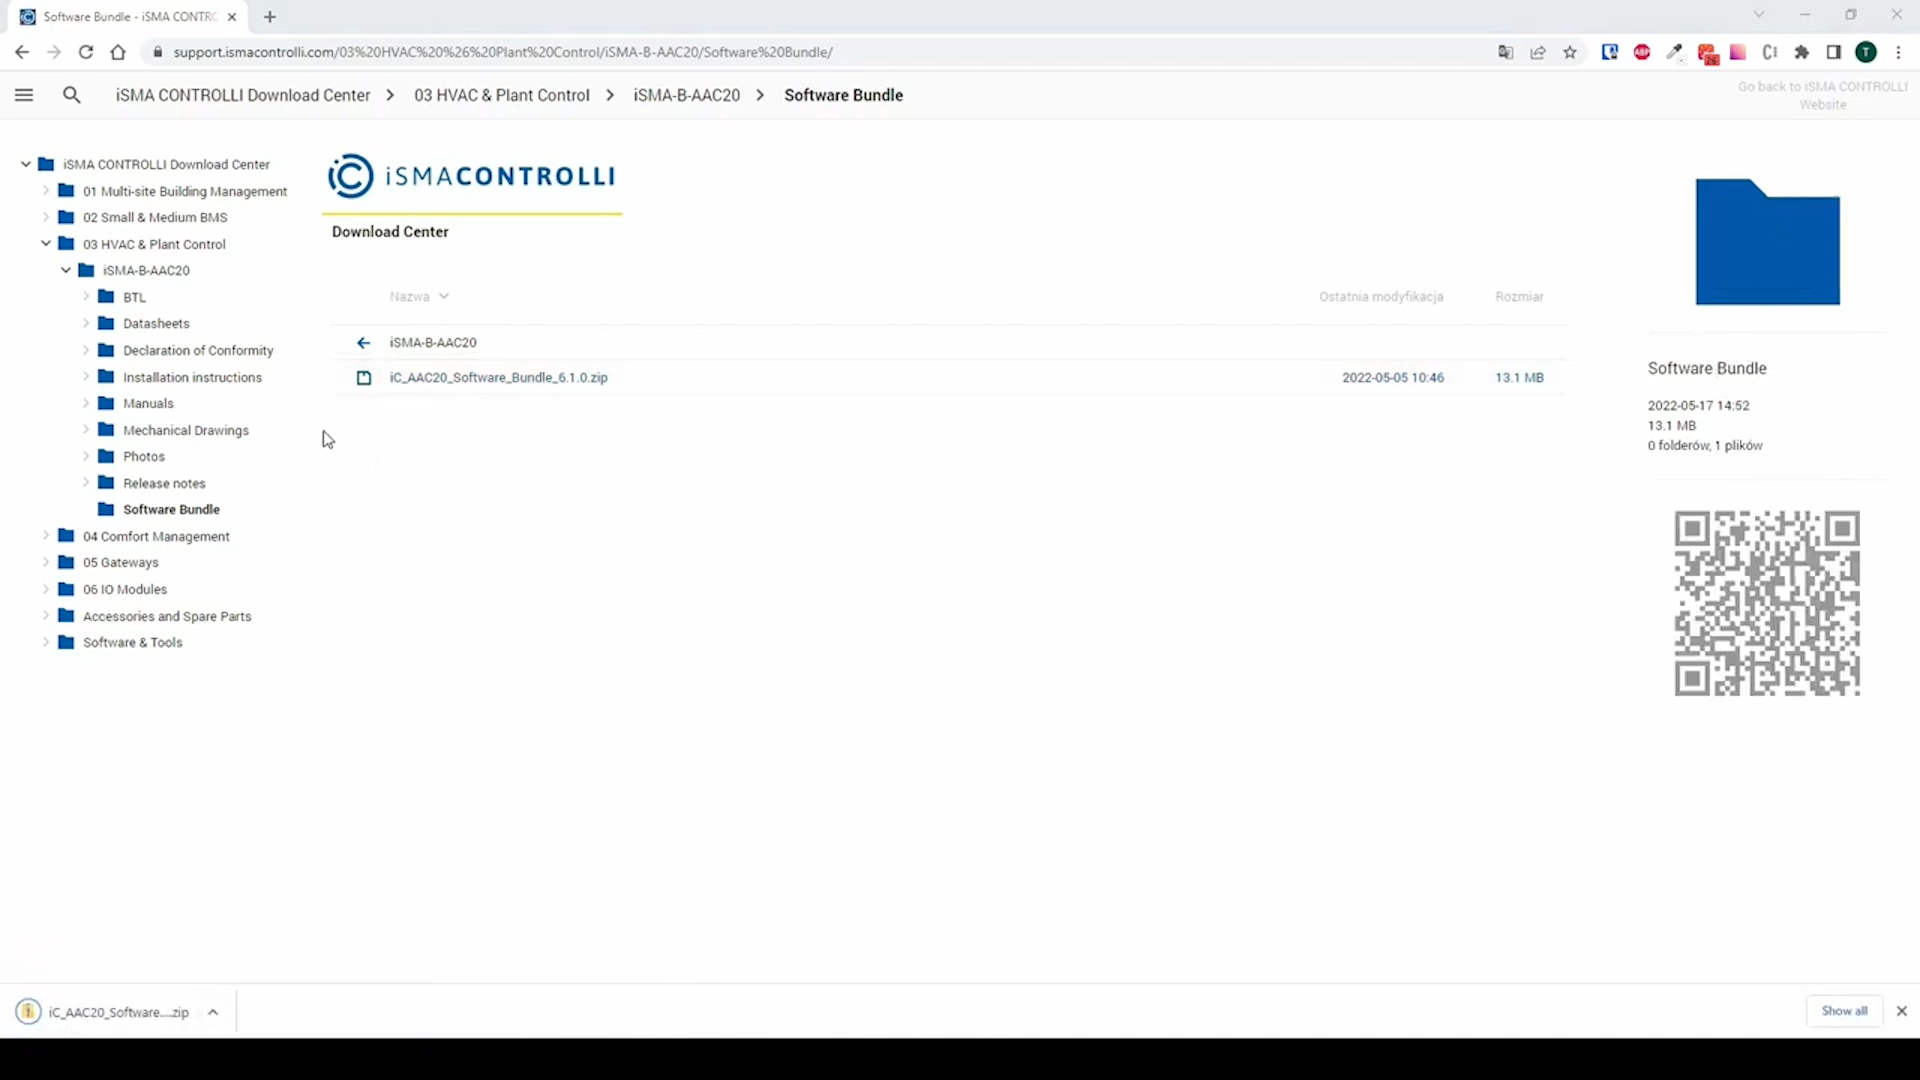 Software Bundle - iSMA CONTRC
support.ismacontrolli.com/03%20HVAC%20%26%20Plant%20Control/iSMA-B-AAC20/Software%20Bundle/
ABP
26
T
iSMA CONTROLLI Download Center
03 HVAC & Plant Control
iSMA-B-AAC20
Software Bundle
Go back to iSMA CONTROLLI
Website
iSMA CONTROLLI Download Center
01 Multi-site Building Management
02 Small & Medium BMS
03 HVAC & Plant Control
iSMA-B-AAC20
BTL
Datasheets
Declaration of Conformity
Installation instructions
Manuals
Mechanical Drawings
Photos
Release notes
Software Bundle
04 Comfort Management
05 Gateways
06 IO Modules
Accessories and Spare Parts
Software & Tools
iSMACONTROLLI
Download Center
Nazwa
Ostatnia modyfikacja
Rozmiar
iSMA-B-AAC20
iC_AAC20_Software_Bundle_6.1.0.zip
2022-05-05 10:46
13.1 MB
Software Bundle
2022-05-17 14:52
13.1 MB
0 folderów, 1 plików
iC_AAC20_Software....zip
Show all